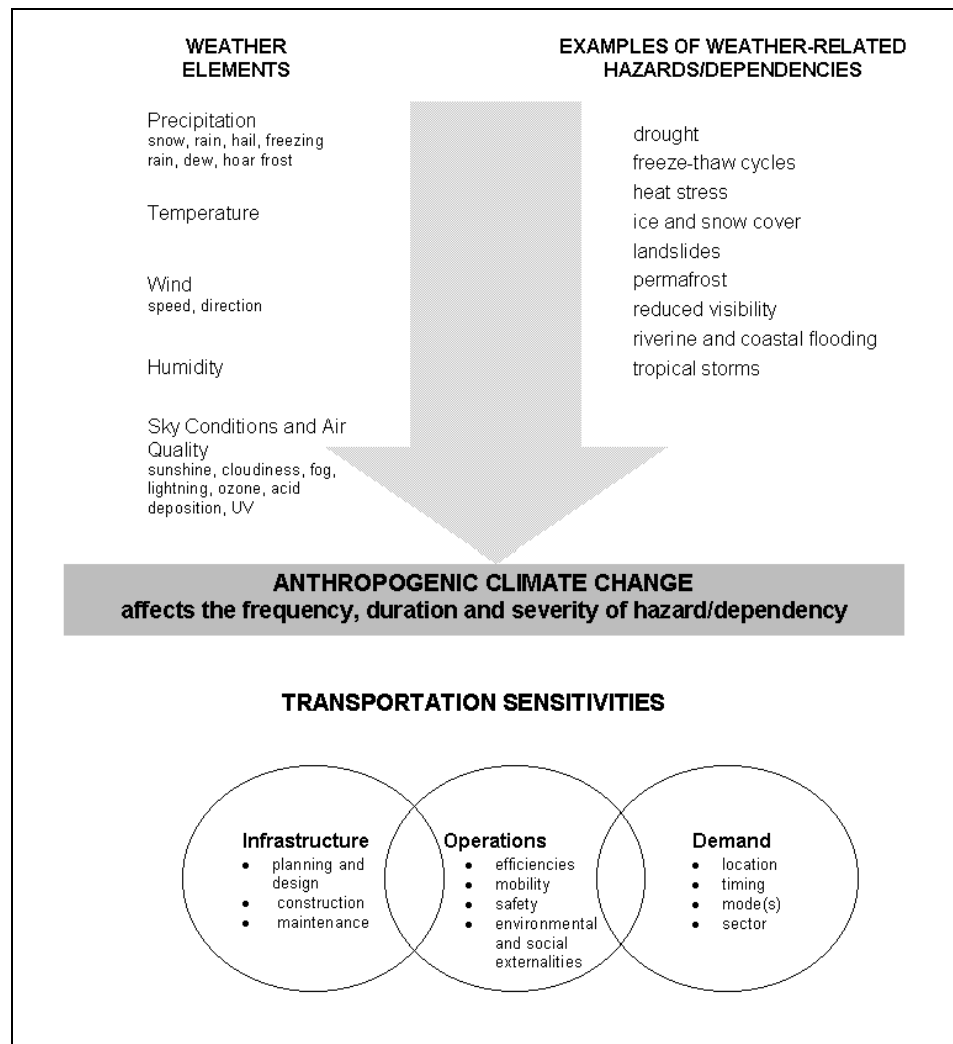 WEATHER
ELEMENTS
Precipitation
snow, rain, hail, freezing
rain, dew, hoar frost
Temperature
Wind
speed, direction
Humidity
Sky Conditions and Air
Quality
sunshine, cloudiness, fog,
lightning, ozone, acid
deposition, UV
EXAMPLES OF WEATHER-RELATED
HAZARDS/DEPENDENCIES
drought
freeze-thaw cycles
heat stress
ice and snow cover
landslides
permafrost
reduced visibility
riverine and coastal flooding
tropical storms
ANTHROPOGENIC CLIMATE CHANGE
affects the frequency, duration and severity of hazard/dependency
TRANSPORTATION SENSITIVITIES
Infrastructure
• planning and
design
• construction
• maintenance
Operations
• efficiencies
• mobility
• safety
• environmental
and social
externalities
Demand
• location
• timing
• mode(s)
• sector